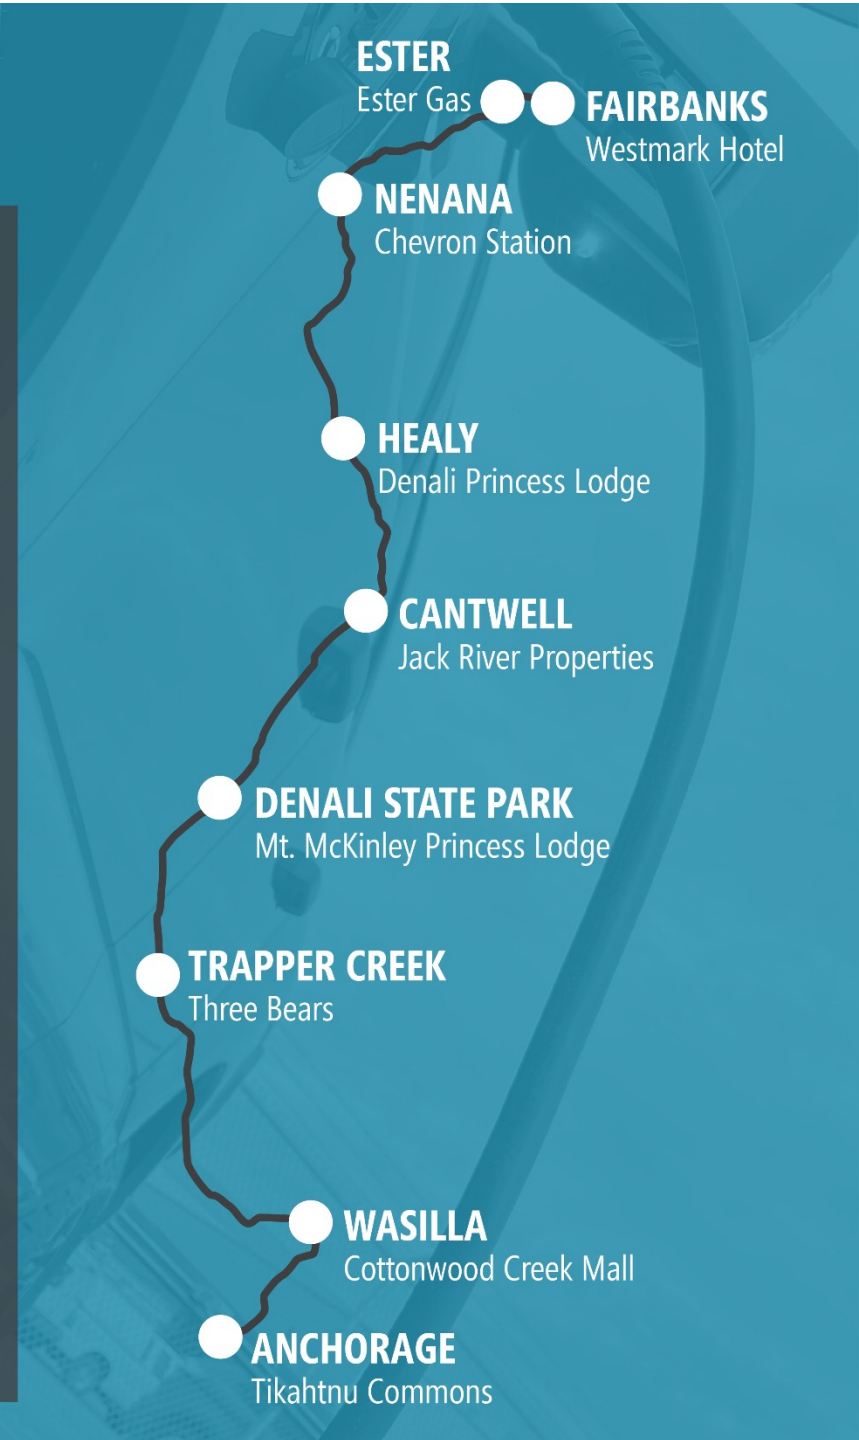 ESTER
Ester Gas
FAIRBANKS
Westmark Hotel
NENANA
Chevron Station
HEALY
Denali Princess Lodge
CANTWELL
Jack River Properties
DENALI STATE PARK
Mt. McKinley Princess Lodge
TRAPPER CREEK
Three Bears
WASILLA
Cottonwood Creek Mall
ANCHORAGE
Tikahtnu Commons